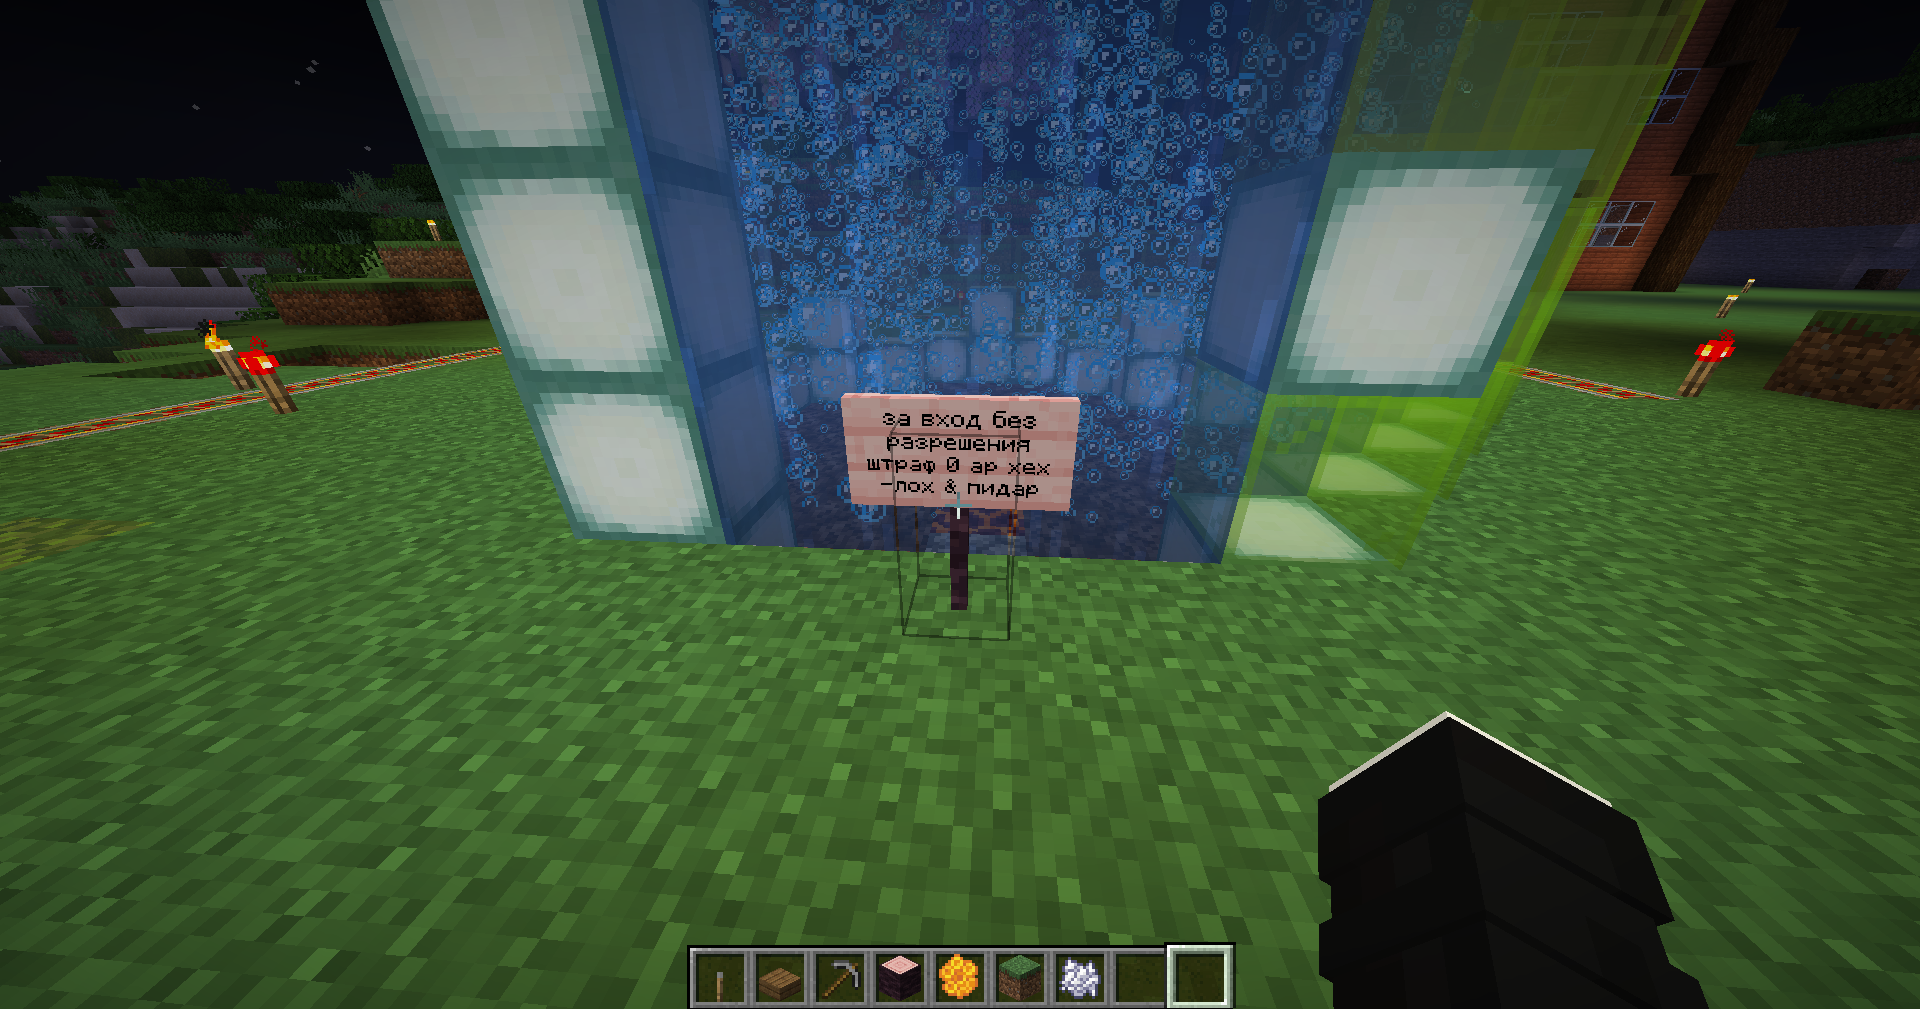 за вход без
разрешения
штраф 0 ар хех
-лох & пидар